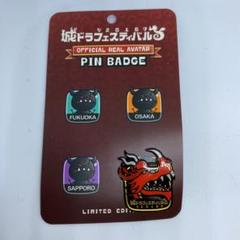 城ドラフェスティバル
OFFICIAL REAL AVATAR
PIN BADGE
FUKUOKA
OSAKA
SAPPORO
LIMITED EDI